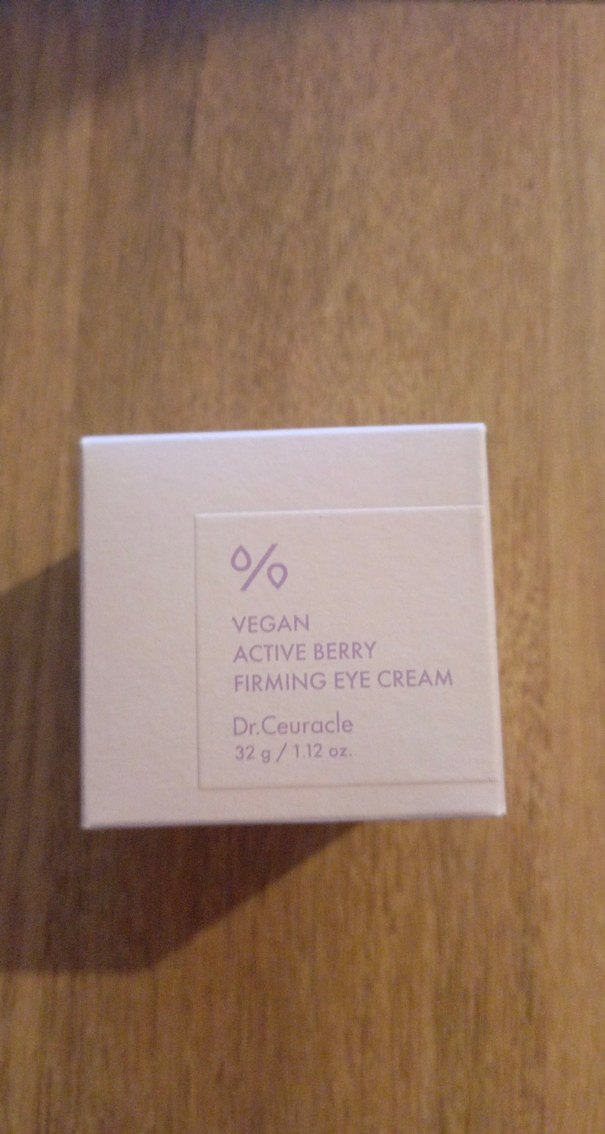 %
VEGAN
ACTIVE BERRY
FIRMING EYE CREAM
Dr.Ceuracle
32 g / 1.12 oz.